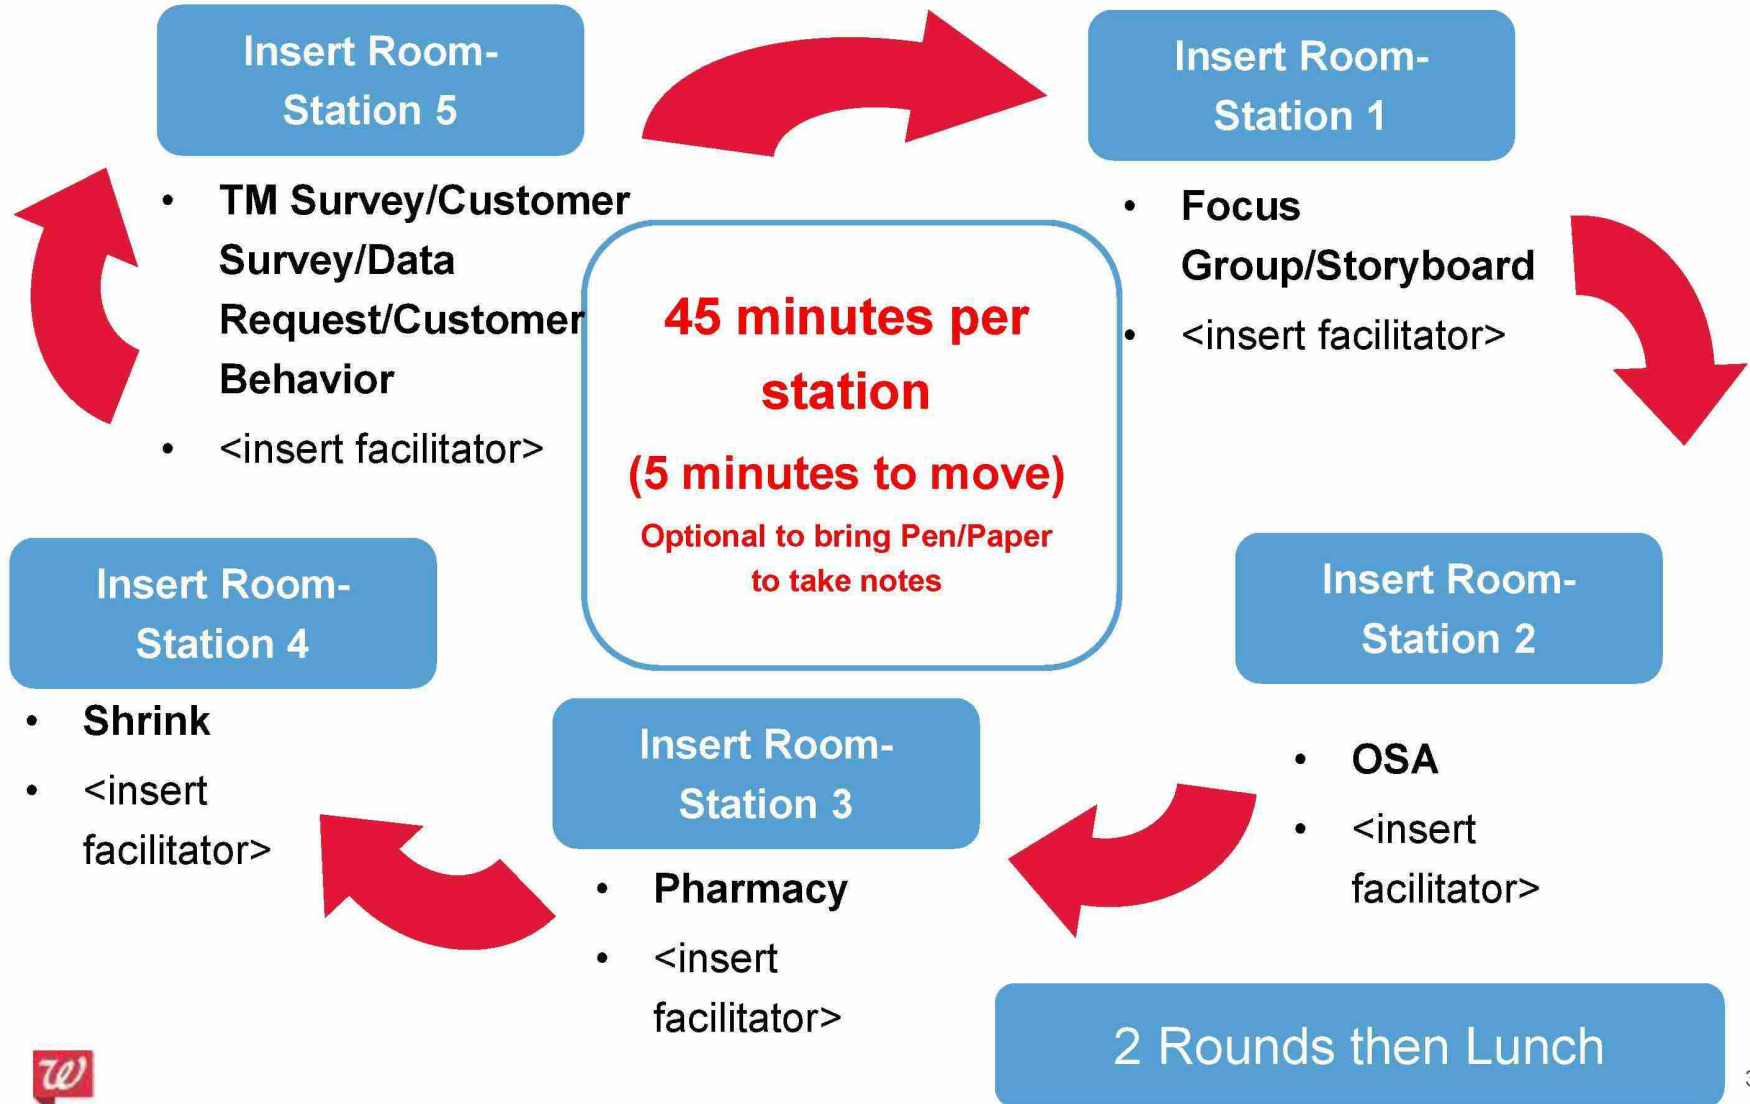 Insert Room-
Station 5
Insert Room-
Station 1
• TM Survey/Customer
Survey/Data
Request/Customer
Behavior
• <insert facilitator>
• Focus
Group/Storyboard
• <insert facilitator>
45 minutes per
station
(5 minutes to move)
Optional to bring Pen/Paper
to take notes
Insert Room-
Station 4
• Shrink
• <insert
facilitator>
Insert Room-
Station 3
• Pharmacy
• <insert
facilitator>
Insert Room-
Station 2
• OSA
• <insert
facilitator>
2 Rounds then Lunch
W